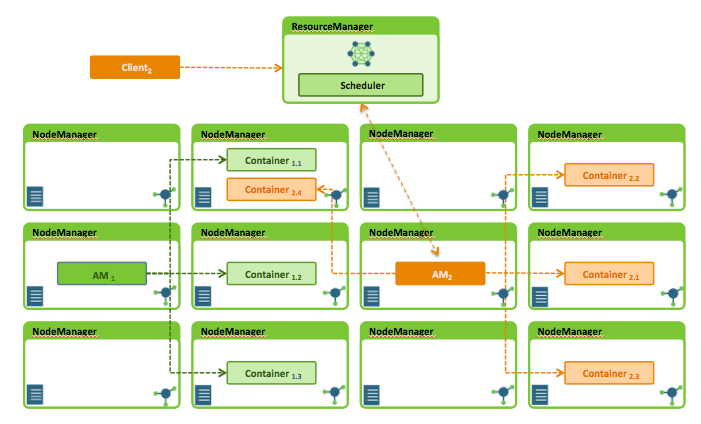 ResourceManager
Client2
Scheduler
NodeManager
NodeManager
NodeManager
NodeManager
Container 1.1
Container 2.4
Container 2.2
NodeManager
NodeManager
NodeManager
NodeManager
AM 1
Container 1.2
AM2
Container 2.1
NodeManager
NodeManager
NodeManager
NodeManager
Container 1.3
Container 2.3